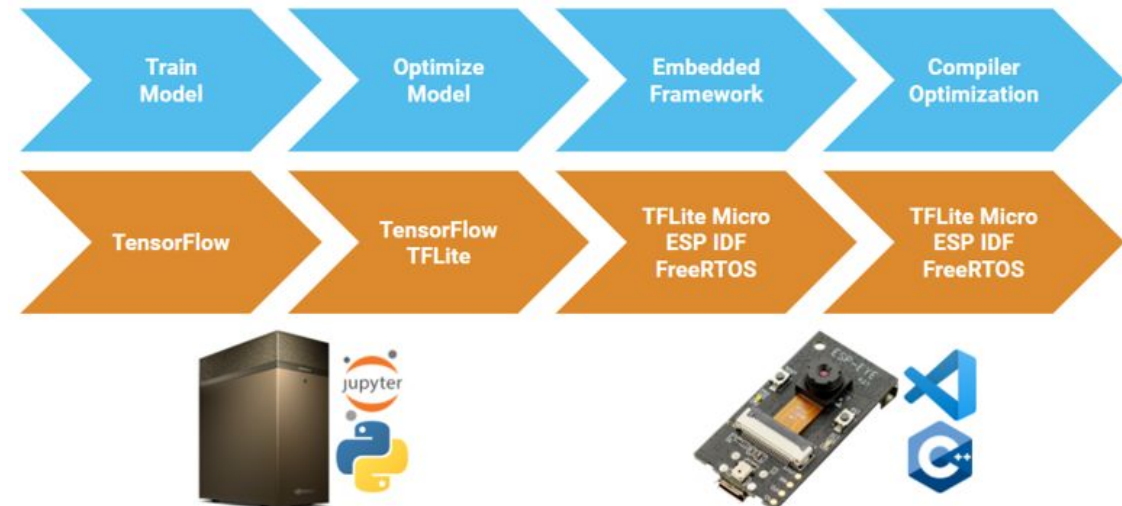 Train
Model
Optimize
Model
Embedded
Framework
Compiler
Optimization
TensorFlow
TensorFlow
TFLite
TFLite Micro
ESP IDF
FreeRTOS
TFLite Micro
ESP IDF
FreeRTOS
jupyter
ESP-EYE
C++